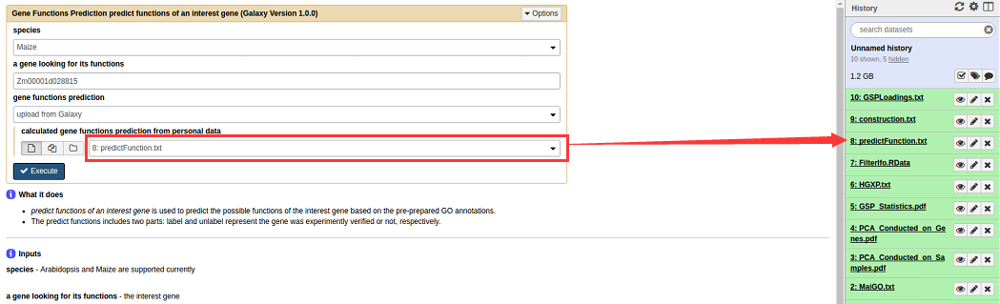 Gene Functions Prediction predict functions of an interest gene (Galaxy Version 1.0.0)
Options
species
Maize
a gene looking for its functions
Zm00001d028815
gene functions prediction
upload from Galaxy
calculated gene functions prediction from personal data
8: predictFunction.txt
Execute
What it does
predict functions of an interest gene is used to predict the possible functions of the interest gene based on the pre-prepared GO annotations.
The predict functions includes two parts: label and unlabel represent the gene was experimently verified or not, respectively.
Inputs
species - Arabidopsis and Maize are supported currently
a gene looking for its functions - the interest gene
History
search datasets
Unnamed history
10 shown, 5 hidden
1.2 GB
10: GSPLoadings.txt
9: construction.txt
8: predictFunction.txt
7: FilterIfo.RData
6: HGXP.txt
5: GSP_Statistics.pdf
4: PCA_Conducted_on_Ge
nes.pdf
3: PCA_Conducted_on_Sa
mples.pdf
2: MaiGO.txt